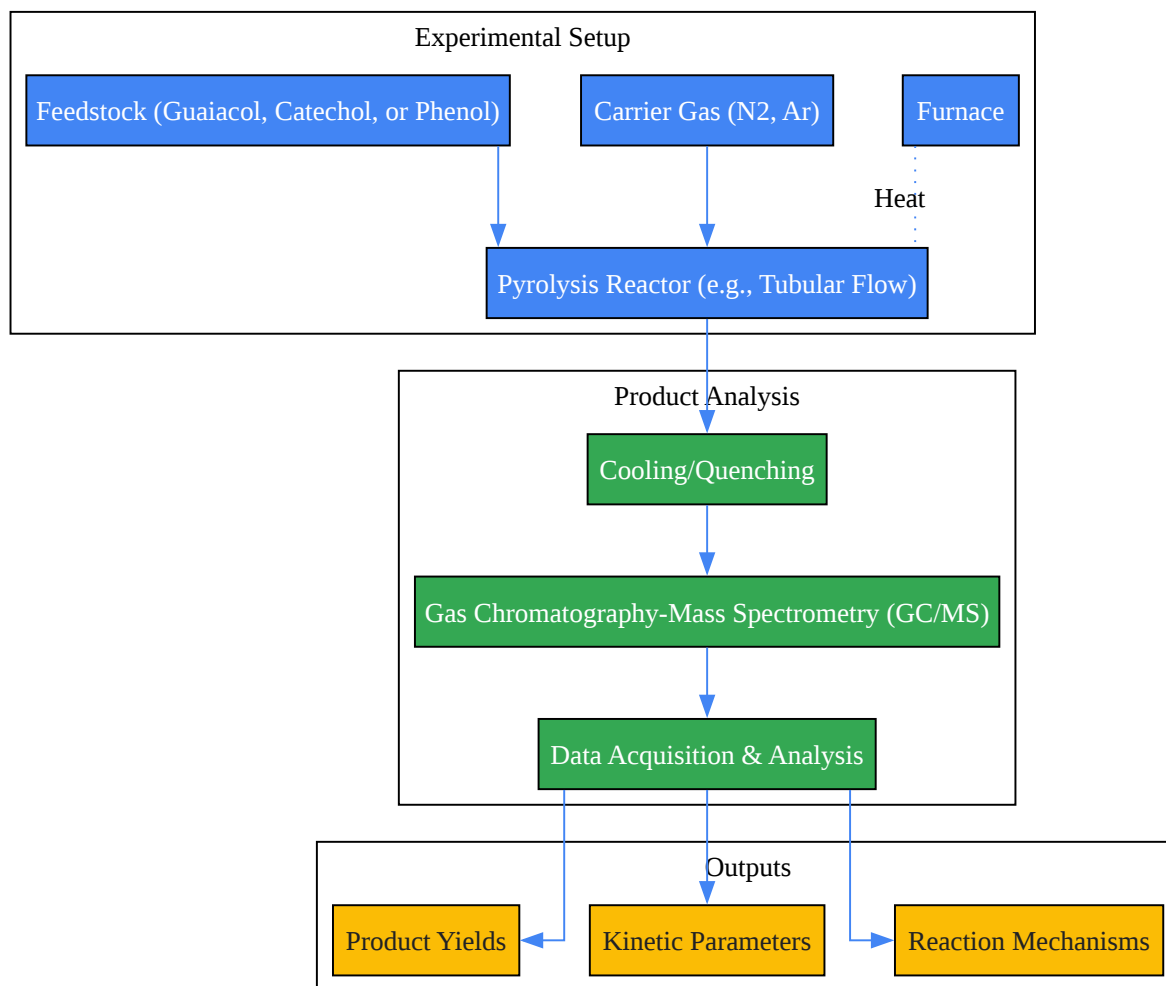 Experimental Setup
Feedstock (Guaiacol, Catechol, or Phenol)
Carrier Gas (N2, Ar)
Furnace
Heat
Pyrolysis Reactor (e.g., Tubular Flow)
Product Analysis
Cooling/Quenching
Gas Chromatography-Mass Spectrometry (GC/MS)
Data Acquisition & Analysis
Outputs
Product Yields
Kinetic Parameters
Reaction Mechanisms